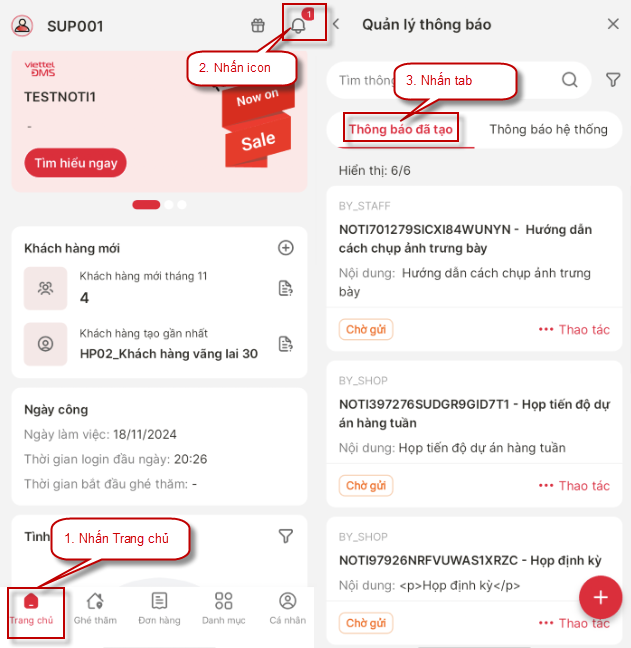 SUP001
1
2. Nhấn icon
viettel
DMS
TESTNOTI1
-
Tìm hiểu ngay
Now on
Sale
Khách hàng mới
Khách hàng mới tháng 11
4
Khách hàng tạo gần nhất
HP02_Khách hàng vãng lai 30
Ngày công
Ngày làm việc: 18/11/2024
Thời gian login đầu ngày: 20:26
Thời gian bắt đầu ghé thăm: -
Tình
1. Nhấn Trang chủ
Trang chủ
Ghé thăm
Đơn hàng
Danh mục
Cá nhân
Quản lý thông báo
Tìm thông
3. Nhấn tab
Thông báo đã tạo
Thông báo hệ thống
Hiển thị: 6/6
BY_STAFF
NOTI701279SICXI84WUNYN - Hướng dẫn
cách chụp ảnh trưng bày
Nội dung: Hướng dẫn cách chụp ảnh trưng
bày
Chờ gửi
Thao tác
BY_SHOP
NOTI397276SUDGR9GID7T1 - Họp tiến độ dự
án hàng tuần
Nội dung: Họp tiến độ dự án hàng tuần
Chờ gửi
Thao tác
BY_SHOP
NOTI97926NRFVUWAS1XRZC - Họp định kỳ
Nội dung: <p>Họp định kỳ</p>
Chờ gửi
Thao tác